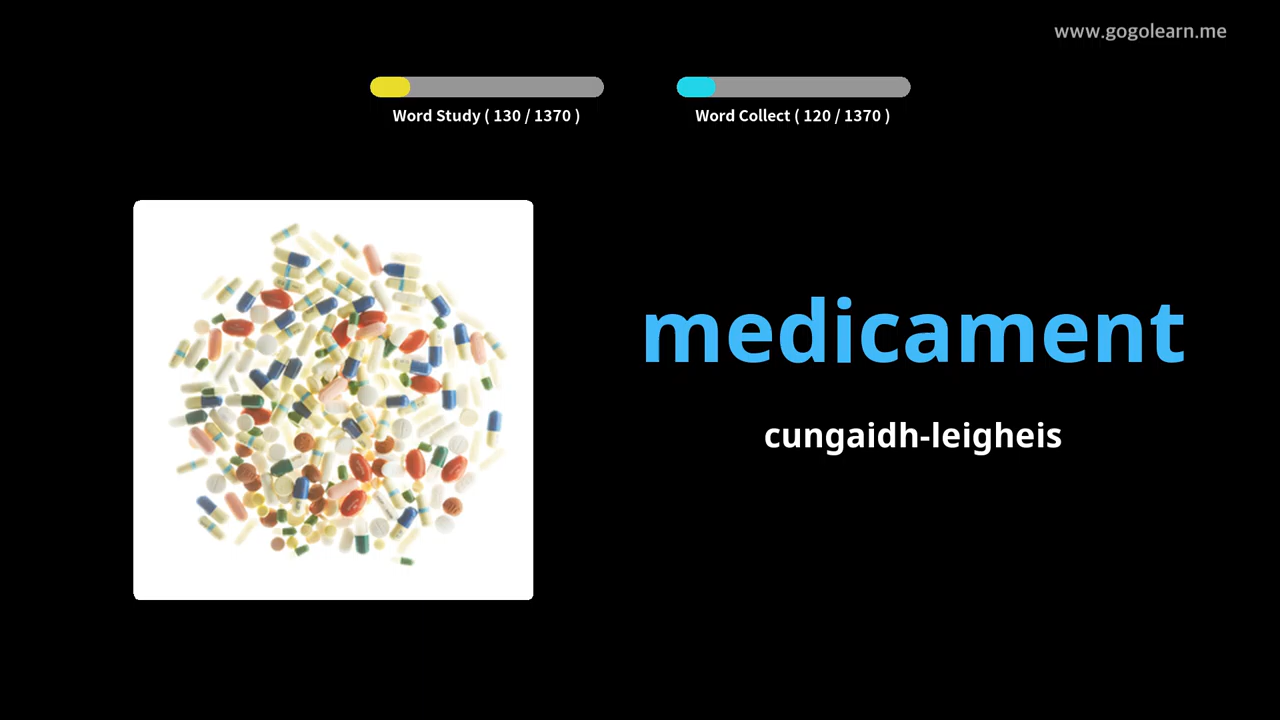 www.gogolearn.me
Word Study ( 130 / 1370 )
Word Collect ( 120 / 1370 )
medicament
cungaidh-leigheis